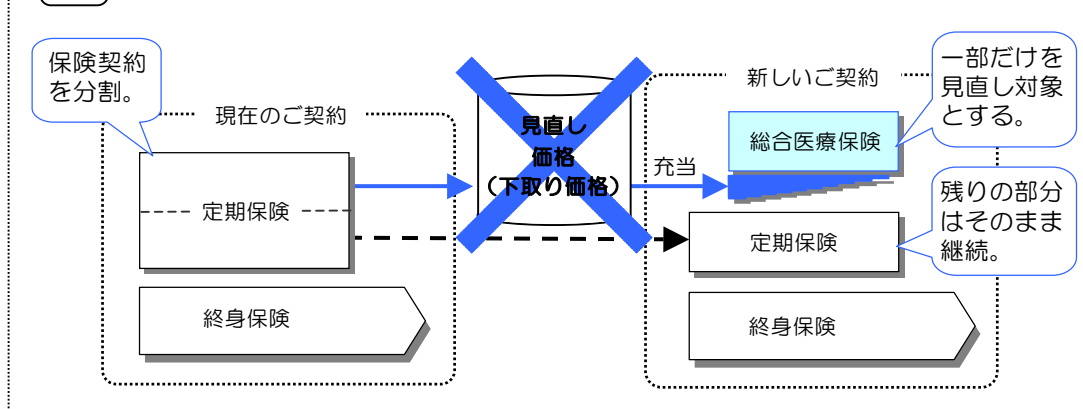 保険契約
を分割。
現在のご契約
定期保険
終身保険
見直し
価格
（下取り価格）
充当
新しいご契約
一部だけを
見直し対象
とする。
総合医療保険
残りの部分
はそのまま
継続。
定期保険
終身保険